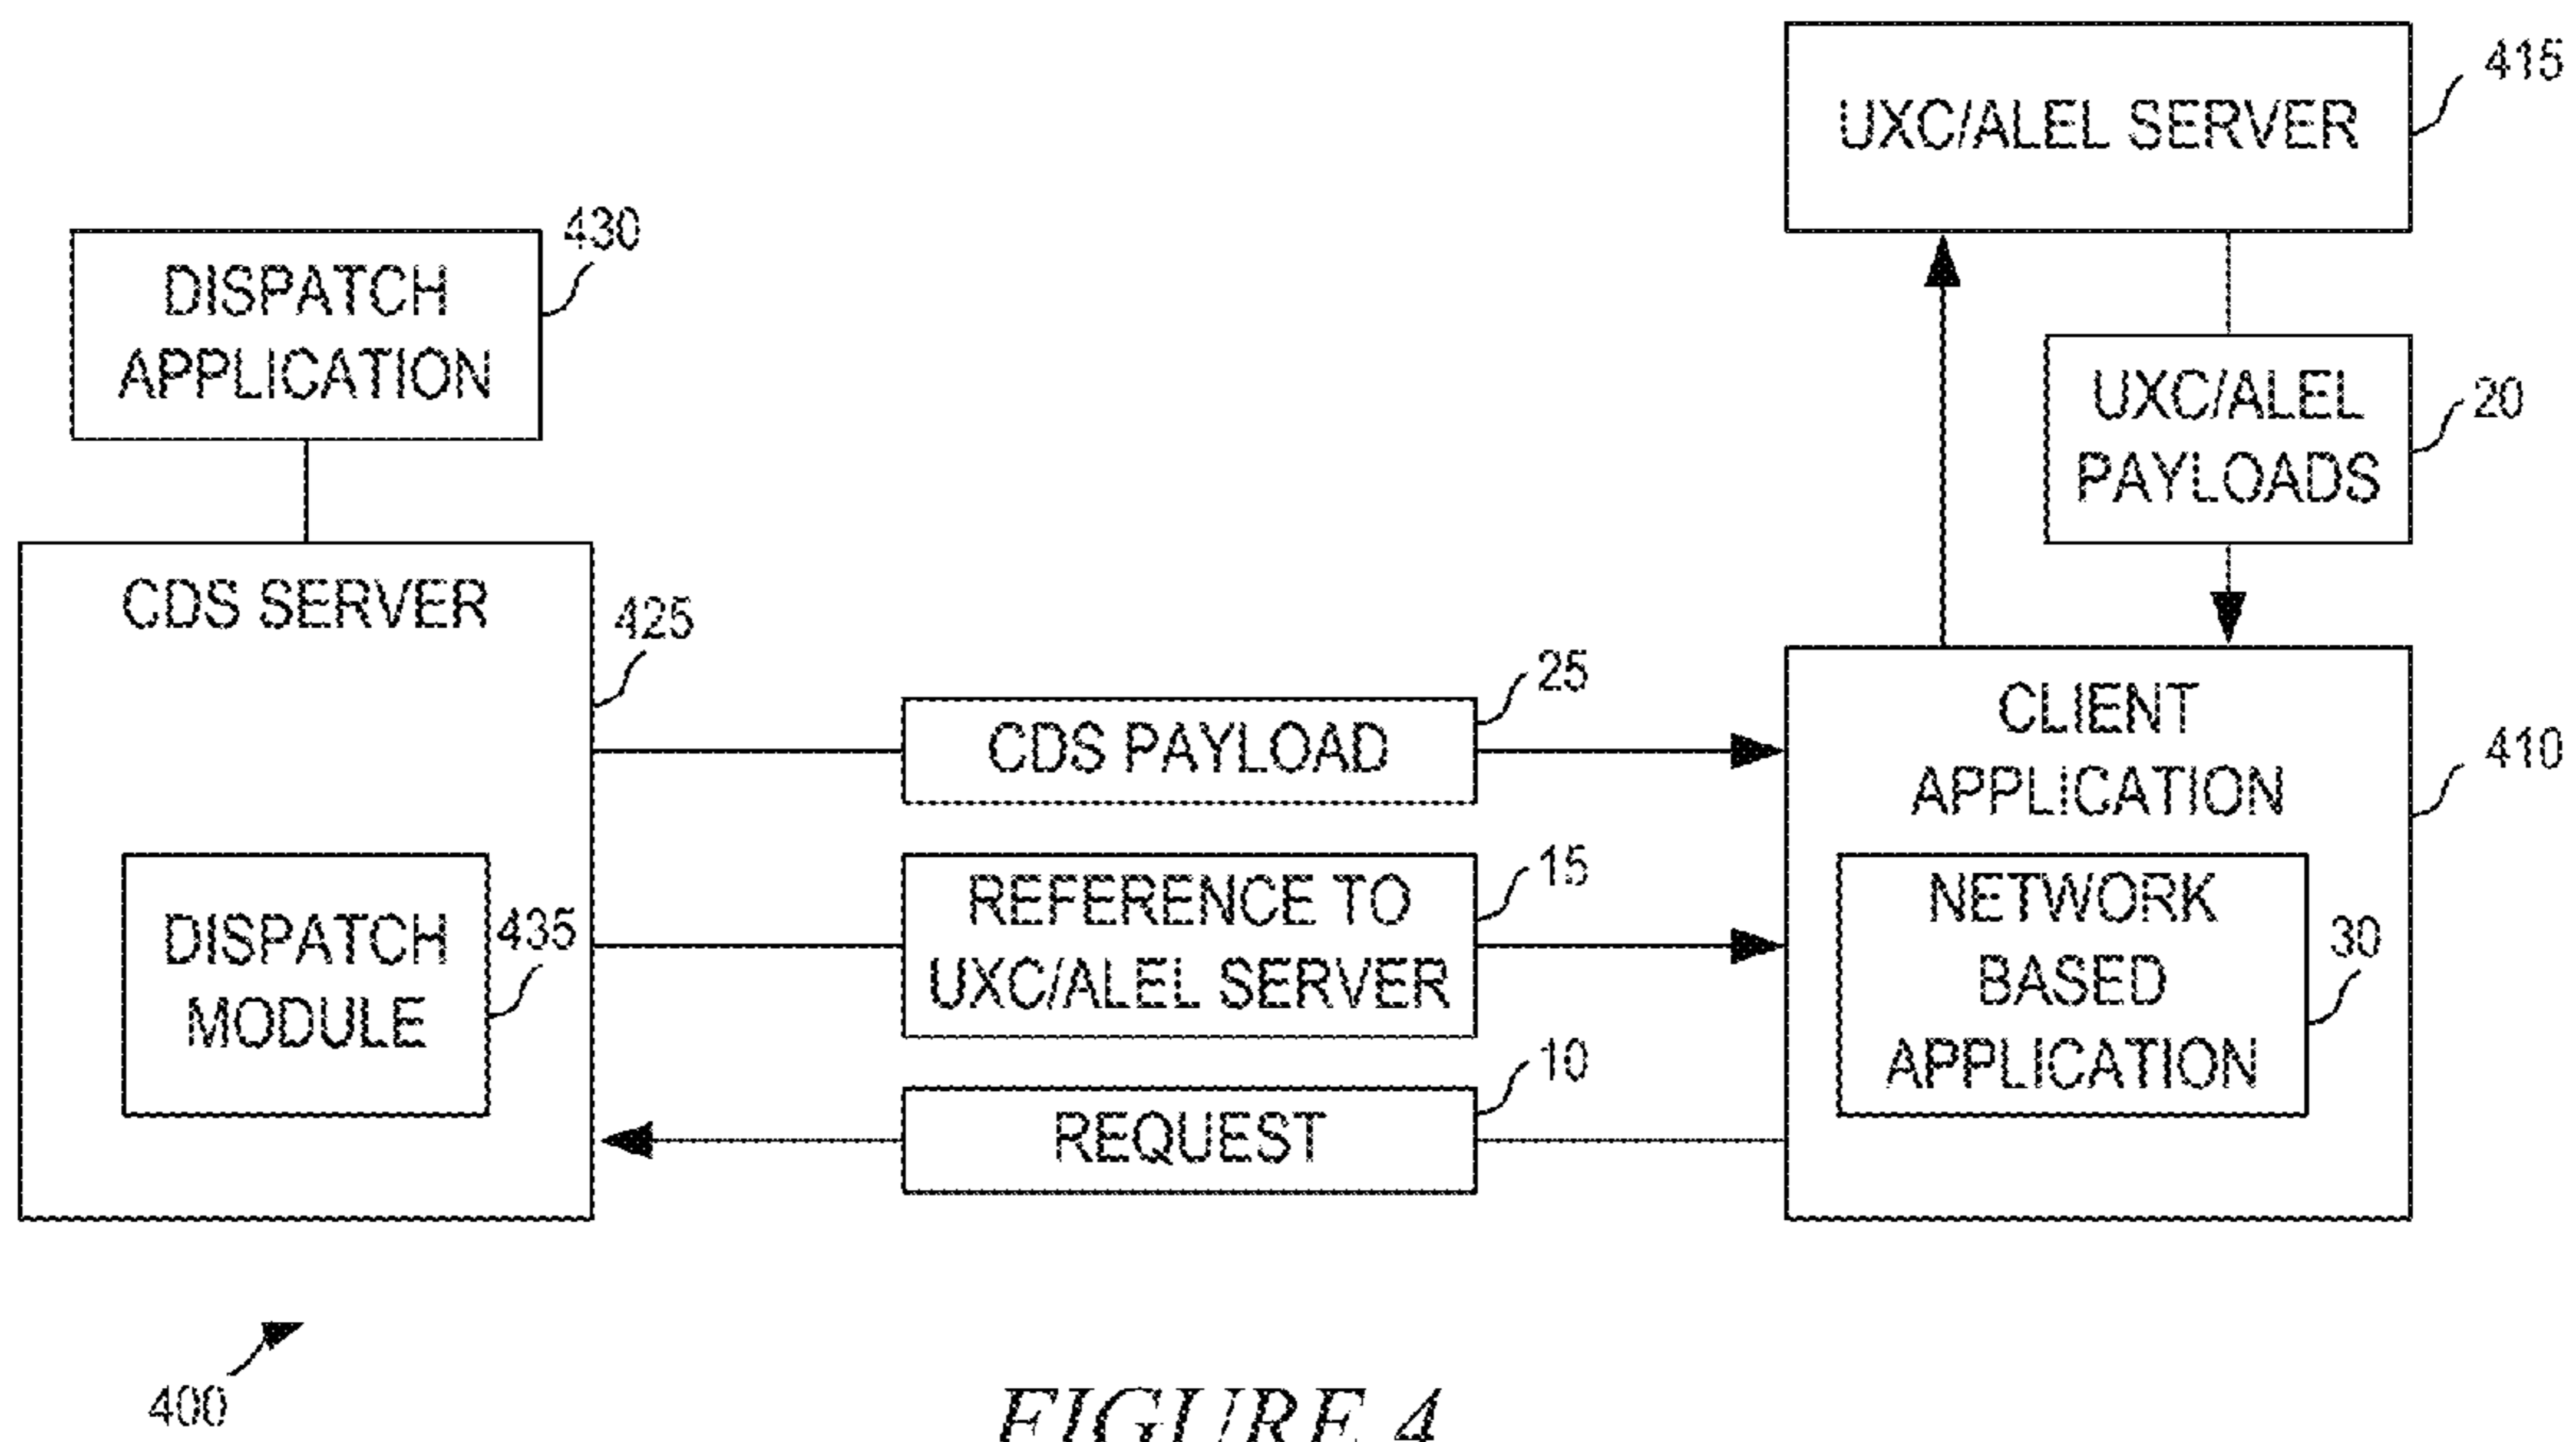 415
UXC/ALEL SERVER
430
DISPATCH
APPLICATION
UXC/ALEL
PAYLOADS
20
CDS SERVER
425
25
CDS PAYLOAD
CLIENT
APPLICATION
410
15
REFERENCE TO
UXC/ALEL SERVER
DISPATCH
MODULE
435
NETWORK
BASED
APPLICATION
30
10
REQUEST
400
FIGURE 4